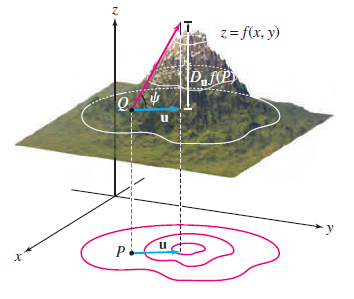 z
z = f(x, y)
D_u f(P)
Q
ψ
u
y
x
P
u